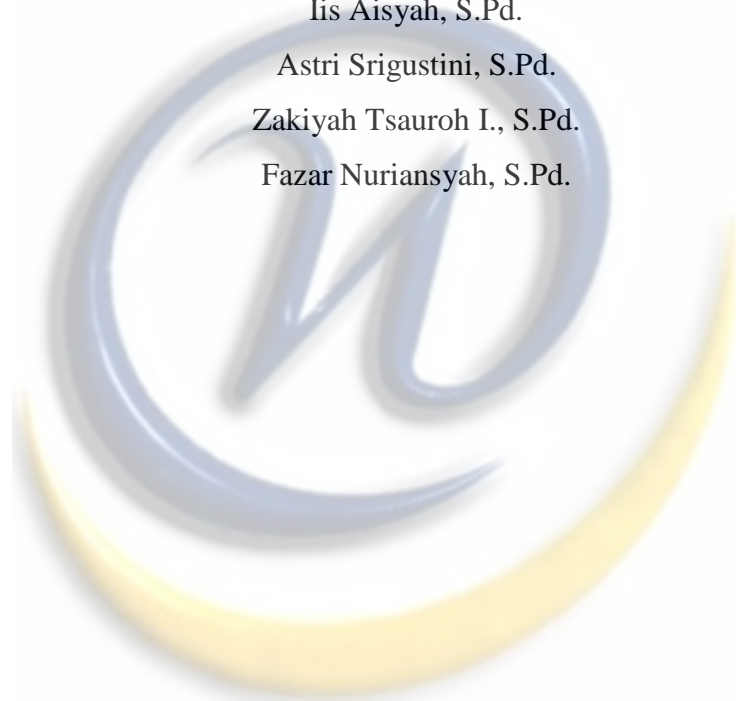 Iis Aisyah, S.Pd.
Astri Srigustini, S.Pd.
Zakiyah Tsauroh I., S.Pd.
Fazar Nuriansyah, S.Pd.